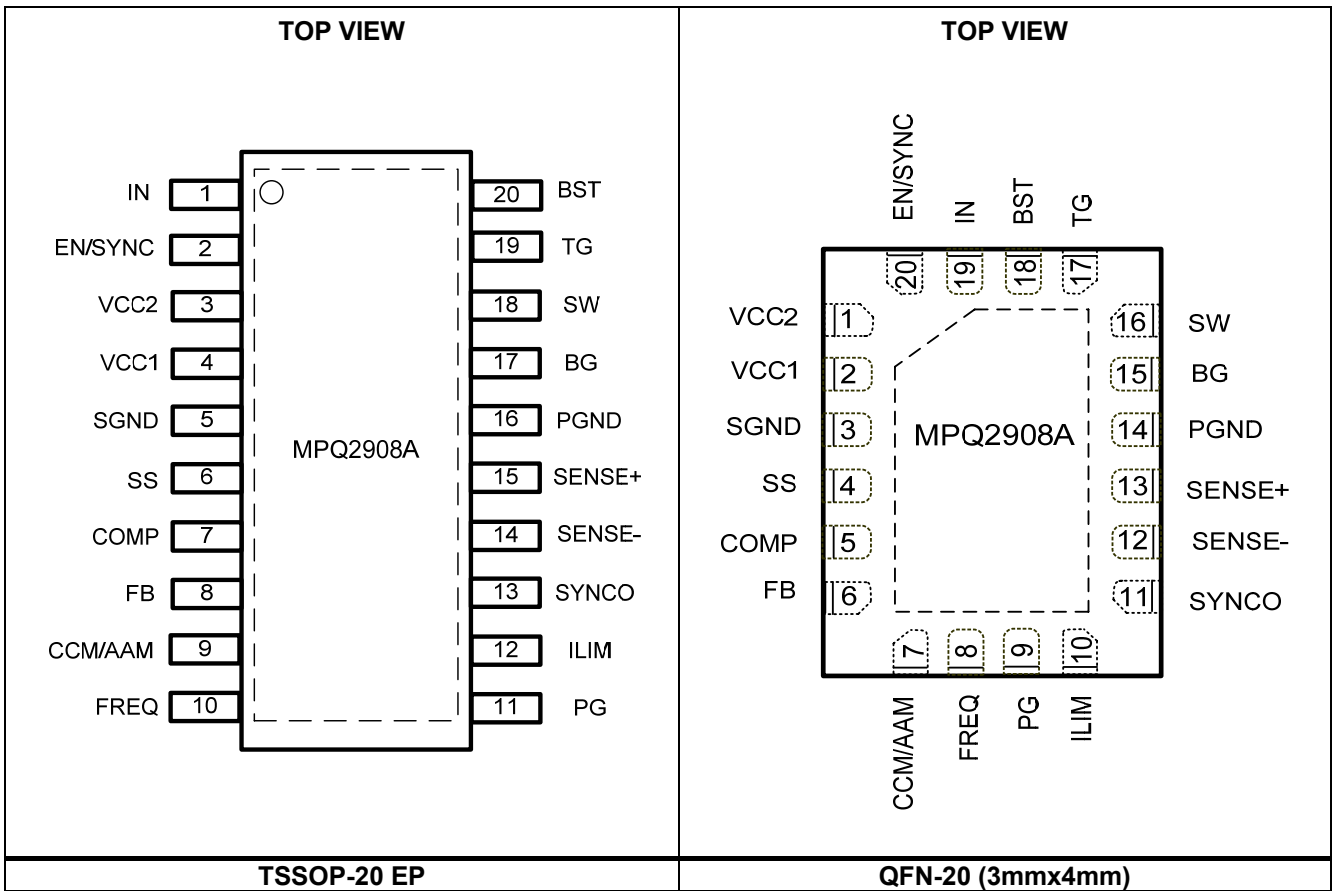 TOP VIEW
IN 1
EN/SYNC 2
VCC2 3
VCC1 4
SGND 5
SS 6
COMP 7
FB 8
CCM/AAM 9
FREQ 10
MPQ2908A
20 BST
19 TG
18 SW
17 BG
16 PGND
15 SENSE+
14 SENSE-
13 SYNCO
12 ILIM
11 PG
TSSOP-20 EP
TOP VIEW
EN/SYNC
IN
BST
TG
20
19
18
17
VCC2 1
VCC1 2
SGND 3
SS 4
COMP 5
FB 6
MPQ2908A
16 SW
15 BG
14 PGND
13 SENSE+
12 SENSE-
11 SYNCO
7
8
9
10
CCM/AAM
FREQ
PG
ILIM
QFN-20 (3mmx4mm)